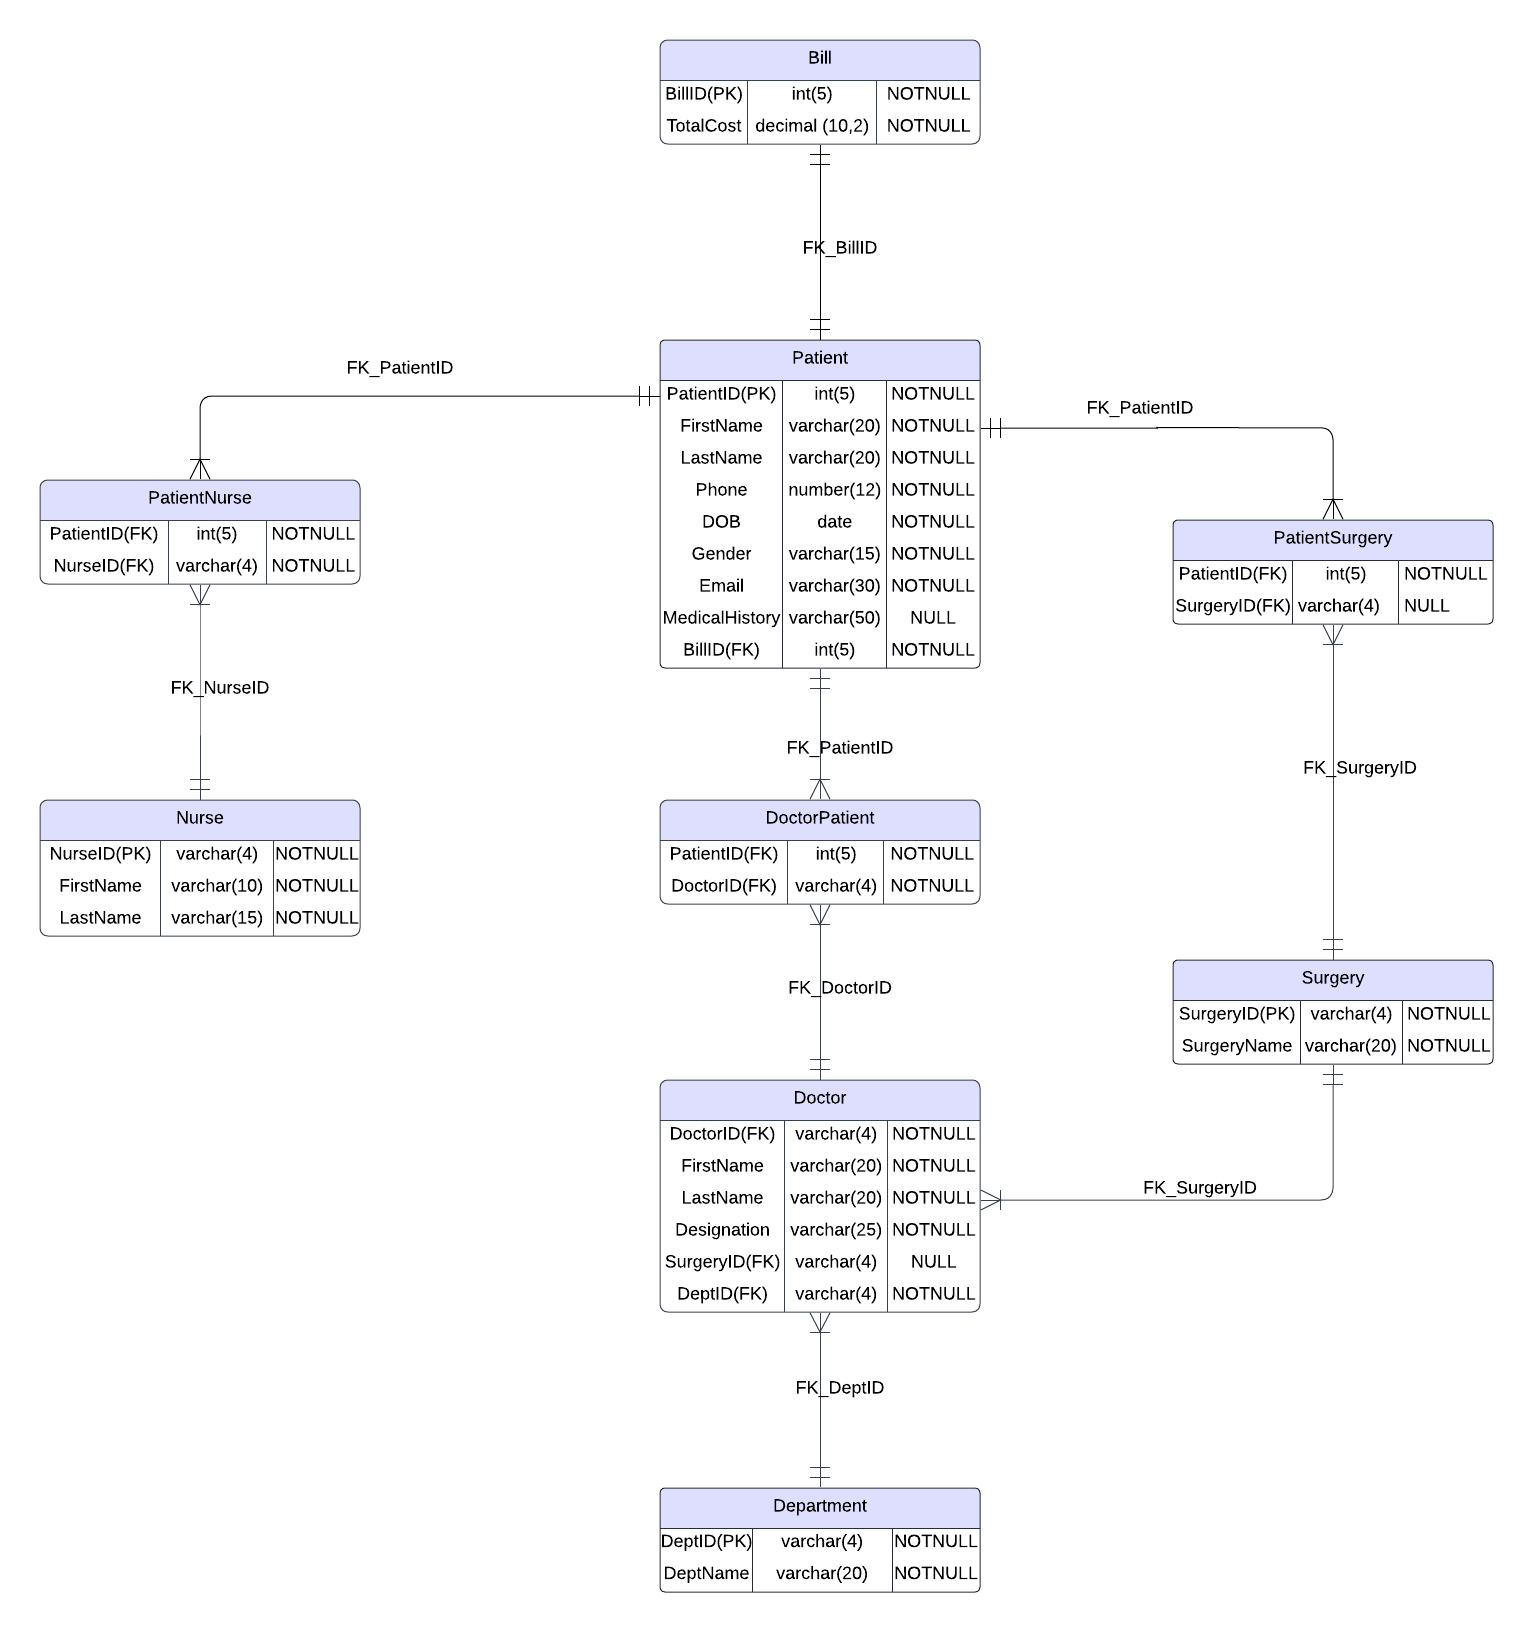 Bill
BillID(PK) int(5) NOTNULL
TotalCost decimal (10,2) NOTNULL
FK_BillID
FK_PatientID
Patient
PatientID(PK) int(5) NOTNULL
FirstName varchar(20) NOTNULL
LastName varchar(20) NOTNULL
Phone number(12) NOTNULL
DOB date NOTNULL
Gender varchar(15) NOTNULL
Email varchar(30) NOTNULL
MedicalHistory varchar(50) NULL
BillID(FK) int(5) NOTNULL
FK_PatientID
PatientNurse
PatientID(FK) int(5) NOTNULL
NurseID(FK) varchar(4) NOTNULL
PatientSurgery
PatientID(FK) int(5) NOTNULL
SurgeryID(FK) varchar(4) NULL
FK_NurseID
FK_PatientID
FK_SurgeryID
Nurse
NurseID(PK) varchar(4) NOTNULL
FirstName varchar(10) NOTNULL
LastName varchar(15) NOTNULL
DoctorPatient
PatientID(FK) int(5) NOTNULL
DoctorID(FK) varchar(4) NOTNULL
FK_DoctorID
Surgery
SurgeryID(PK) varchar(4) NOTNULL
SurgeryName varchar(20) NOTNULL
Doctor
DoctorID(FK) varchar(4) NOTNULL
FirstName varchar(20) NOTNULL
LastName varchar(20) NOTNULL
Designation varchar(25) NOTNULL
SurgeryID(FK) varchar(4) NULL
DeptID(FK) varchar(4) NOTNULL
FK_SurgeryID
FK_DeptID
Department
DeptID(PK) varchar(4) NOTNULL
DeptName varchar(20) NOTNULL